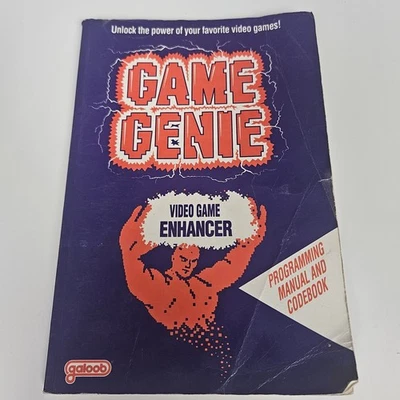 Unlock the power of your favorite video games!
GAME
GENIE
VIDEO GAME
ENHANCER
PROGRAMMING
MANUAL AND
CODEBOOK
galoob